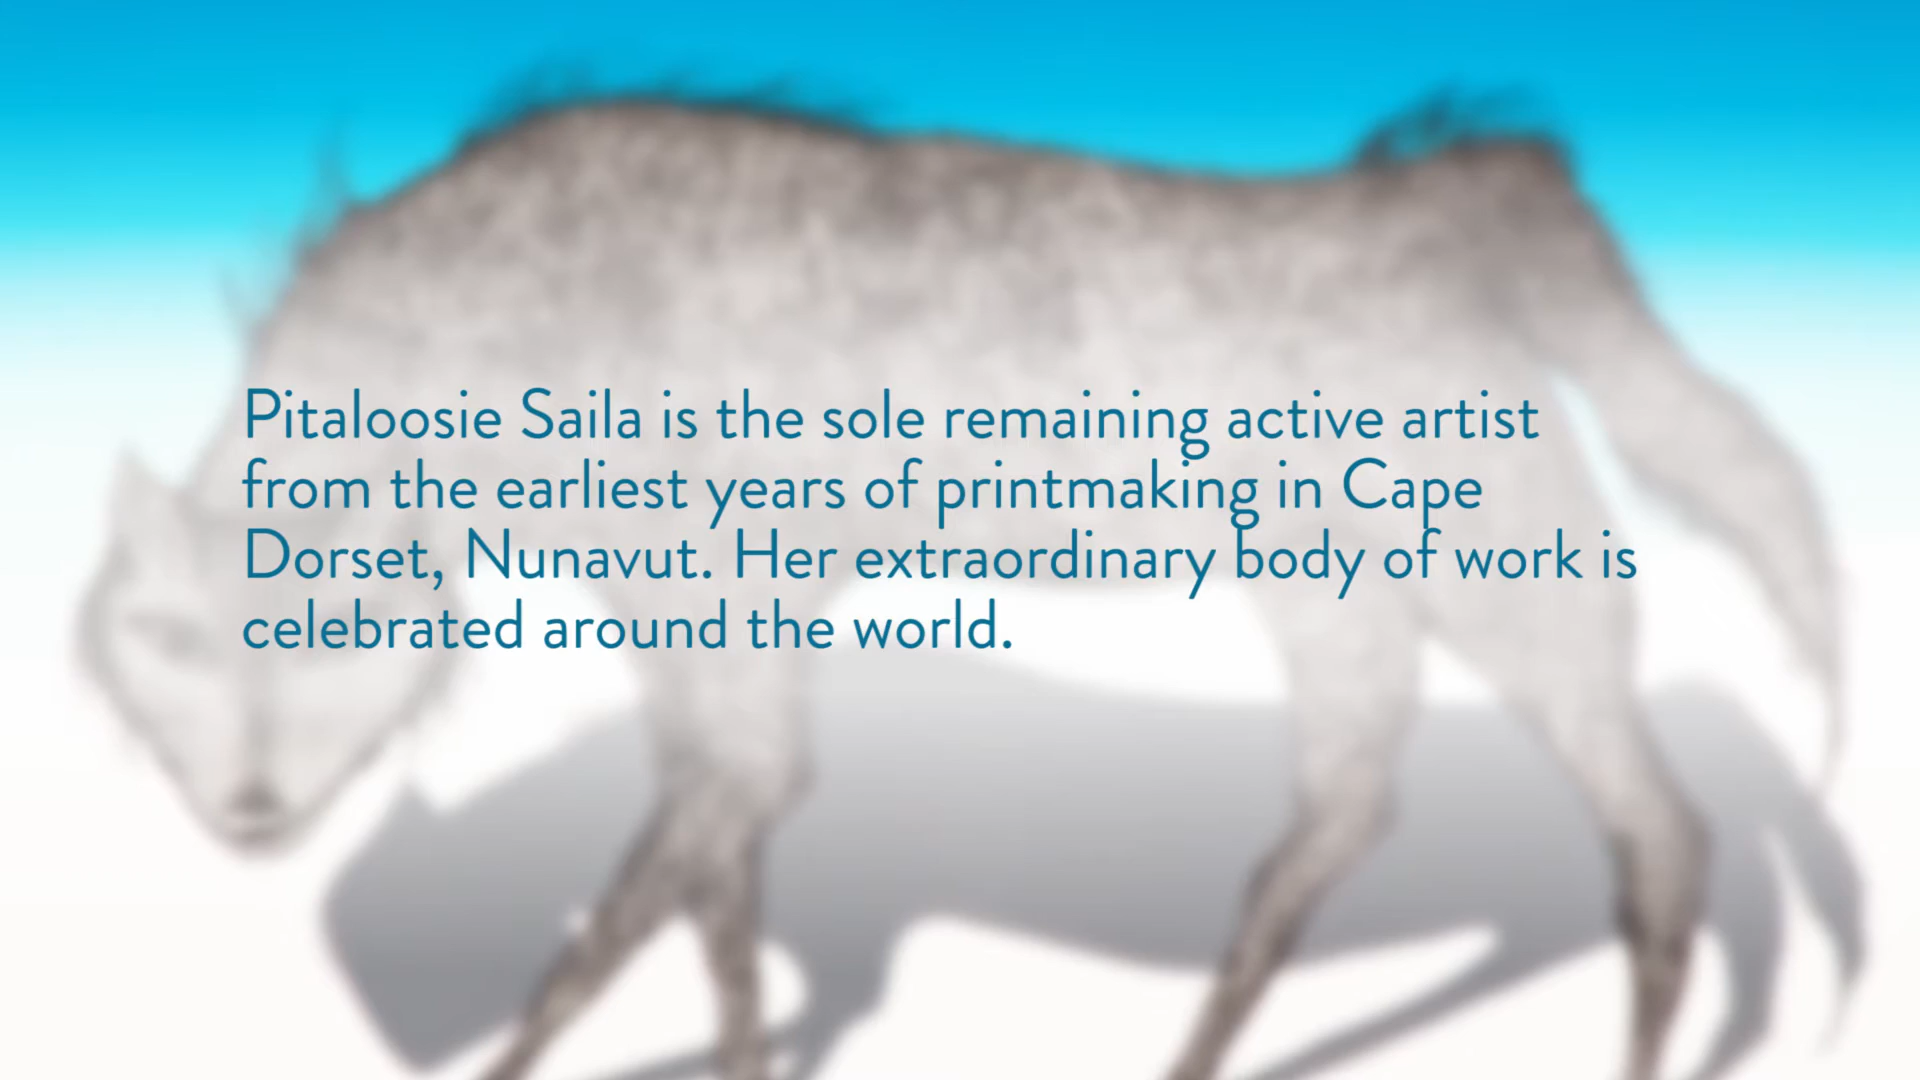 Pitaloosie Saila is the sole remaining active artist
from the earliest years of printmaking in Cape
Dorset, Nunavut. Her extraordinary body of work is
celebrated around the world.